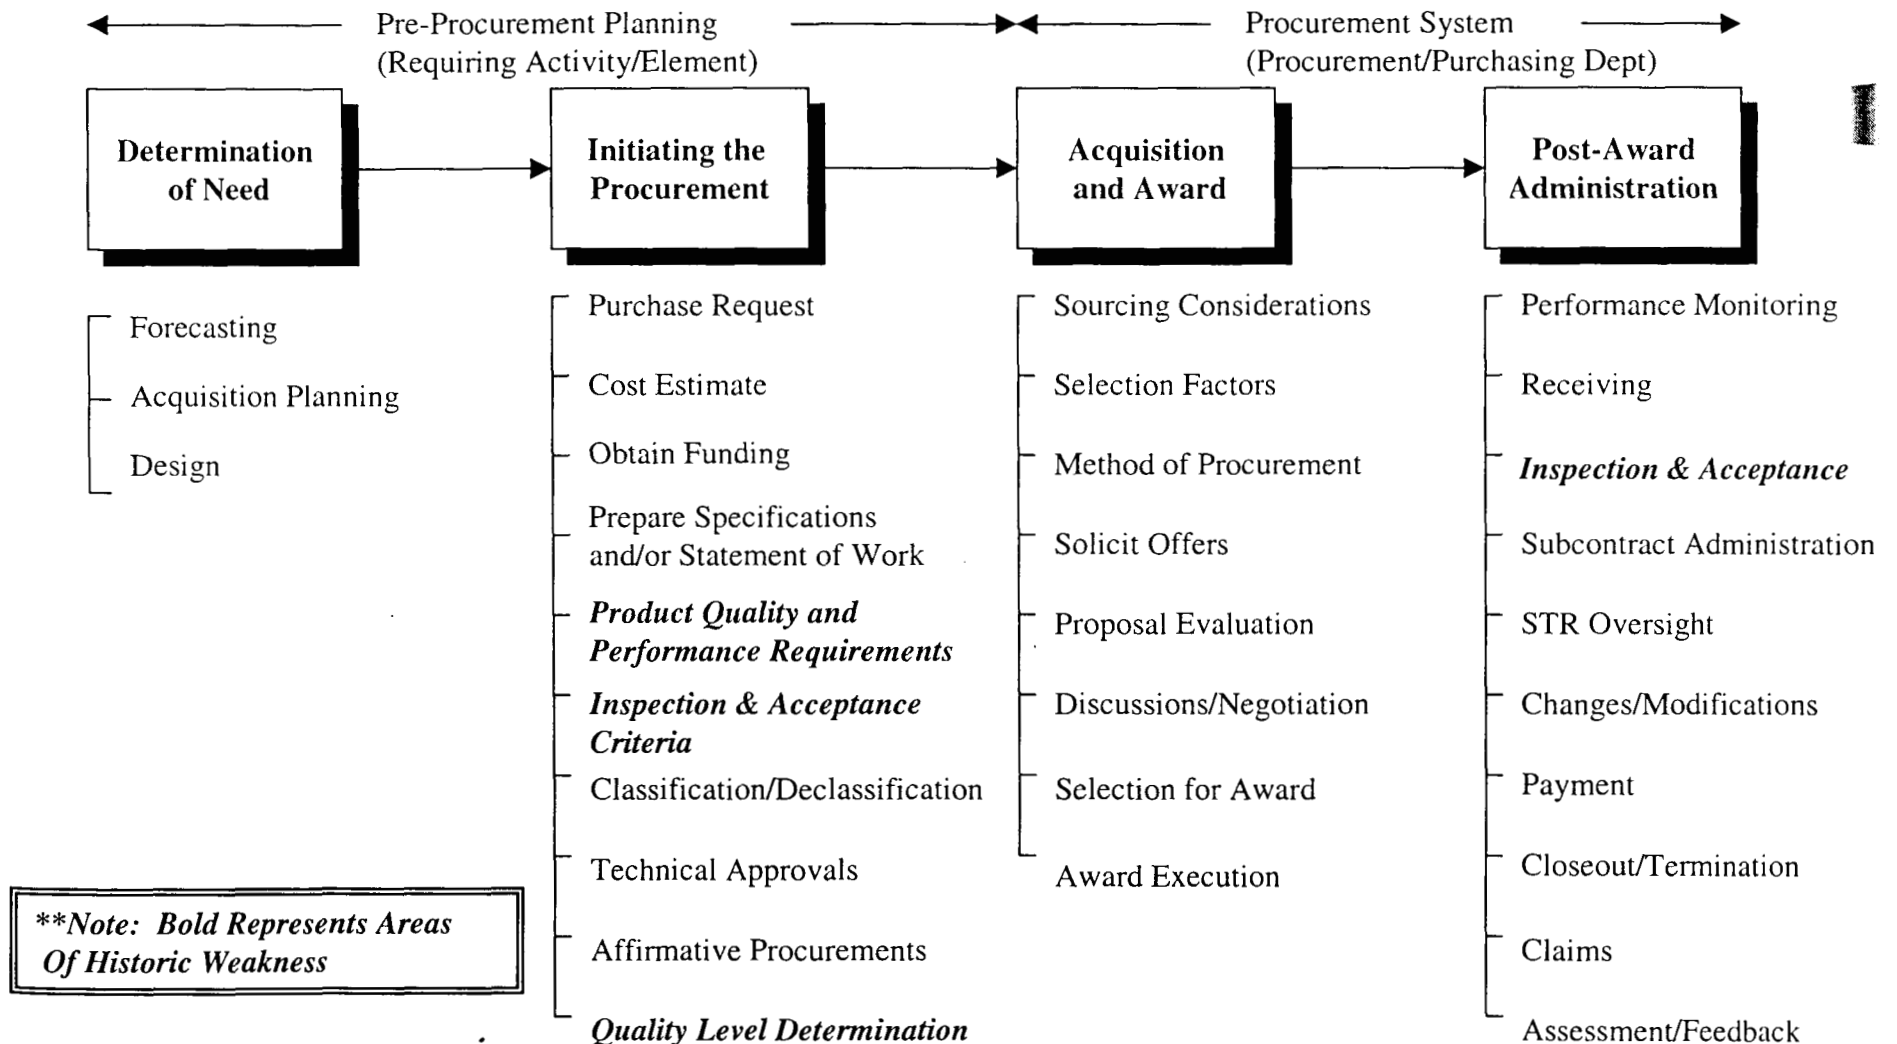 Pre-Procurement Planning
(Requiring Activity/Element)
Procurement System
(Procurement/Purchasing Dept)
Determination
of Need
Initiating the
Procurement
Acquisition
and Award
Post-Award
Administration
Forecasting
Acquisition Planning
Design
Purchase Request
Cost Estimate
Obtain Funding
Prepare Specifications
and/or Statement of Work
Product Quality and
Performance Requirements
Inspection & Acceptance
Criteria
Classification/Declassification
Technical Approvals
Affirmative Procurements
Quality Level Determination
Sourcing Considerations
Selection Factors
Method of Procurement
Solicit Offers
Proposal Evaluation
Discussions/Negotiation
Selection for Award
Award Execution
Performance Monitoring
Receiving
Inspection & Acceptance
Subcontract Administration
STR Oversight
Changes/Modifications
Payment
Closeout/Termination
Claims
Assessment/Feedback
**Note: Bold Represents Areas
Of Historic Weakness